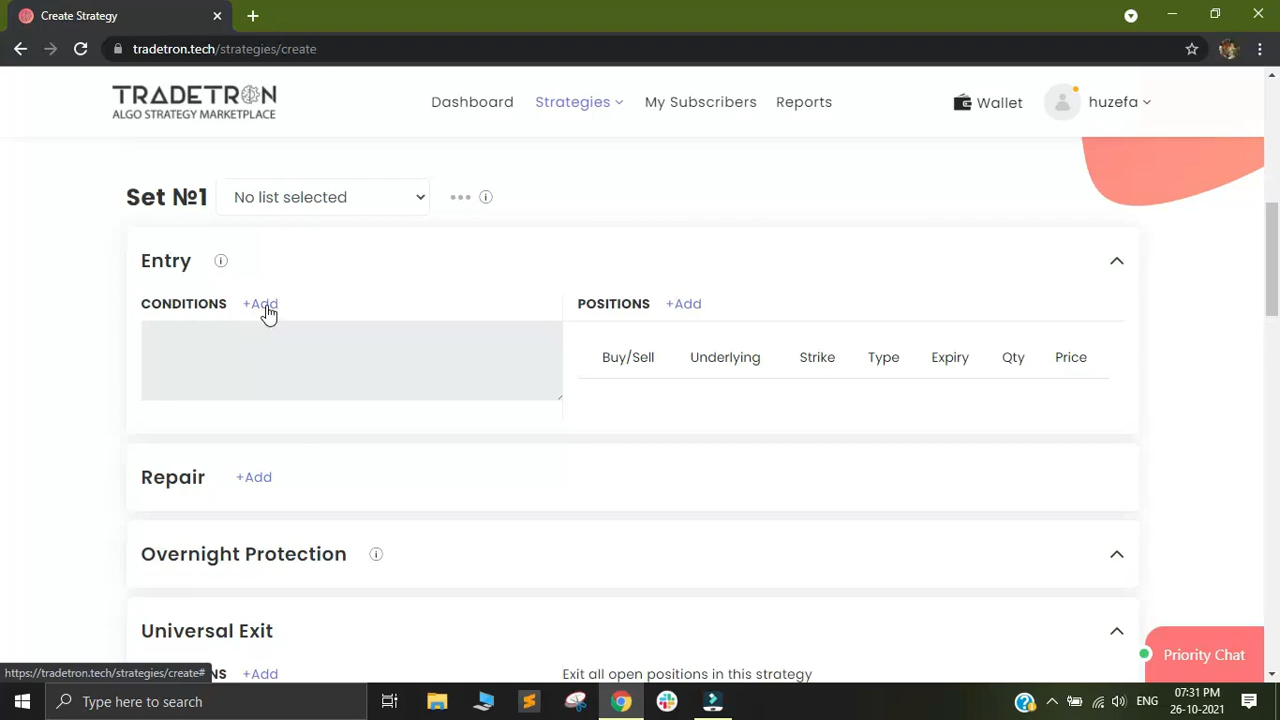 Create Strategy
tradetron.tech/strategies/create
TRADETRON
ALGO STRATEGY MARKETPLACE
Dashboard Strategies My Subscribers Reports Wallet huzefa
Set №1 No list selected
Entry
CONDITIONS +Add POSITIONS +Add
Buy/Sell Underlying Strike Type Expiry Qty Price
Repair +Add
Overnight Protection
Universal Exit
Priority Chat
https://tradetron.tech/strategies/create#
NS +Add Exit all open positions in this strategy
Type here to search
ENG
07:31 PM
26-10-2021